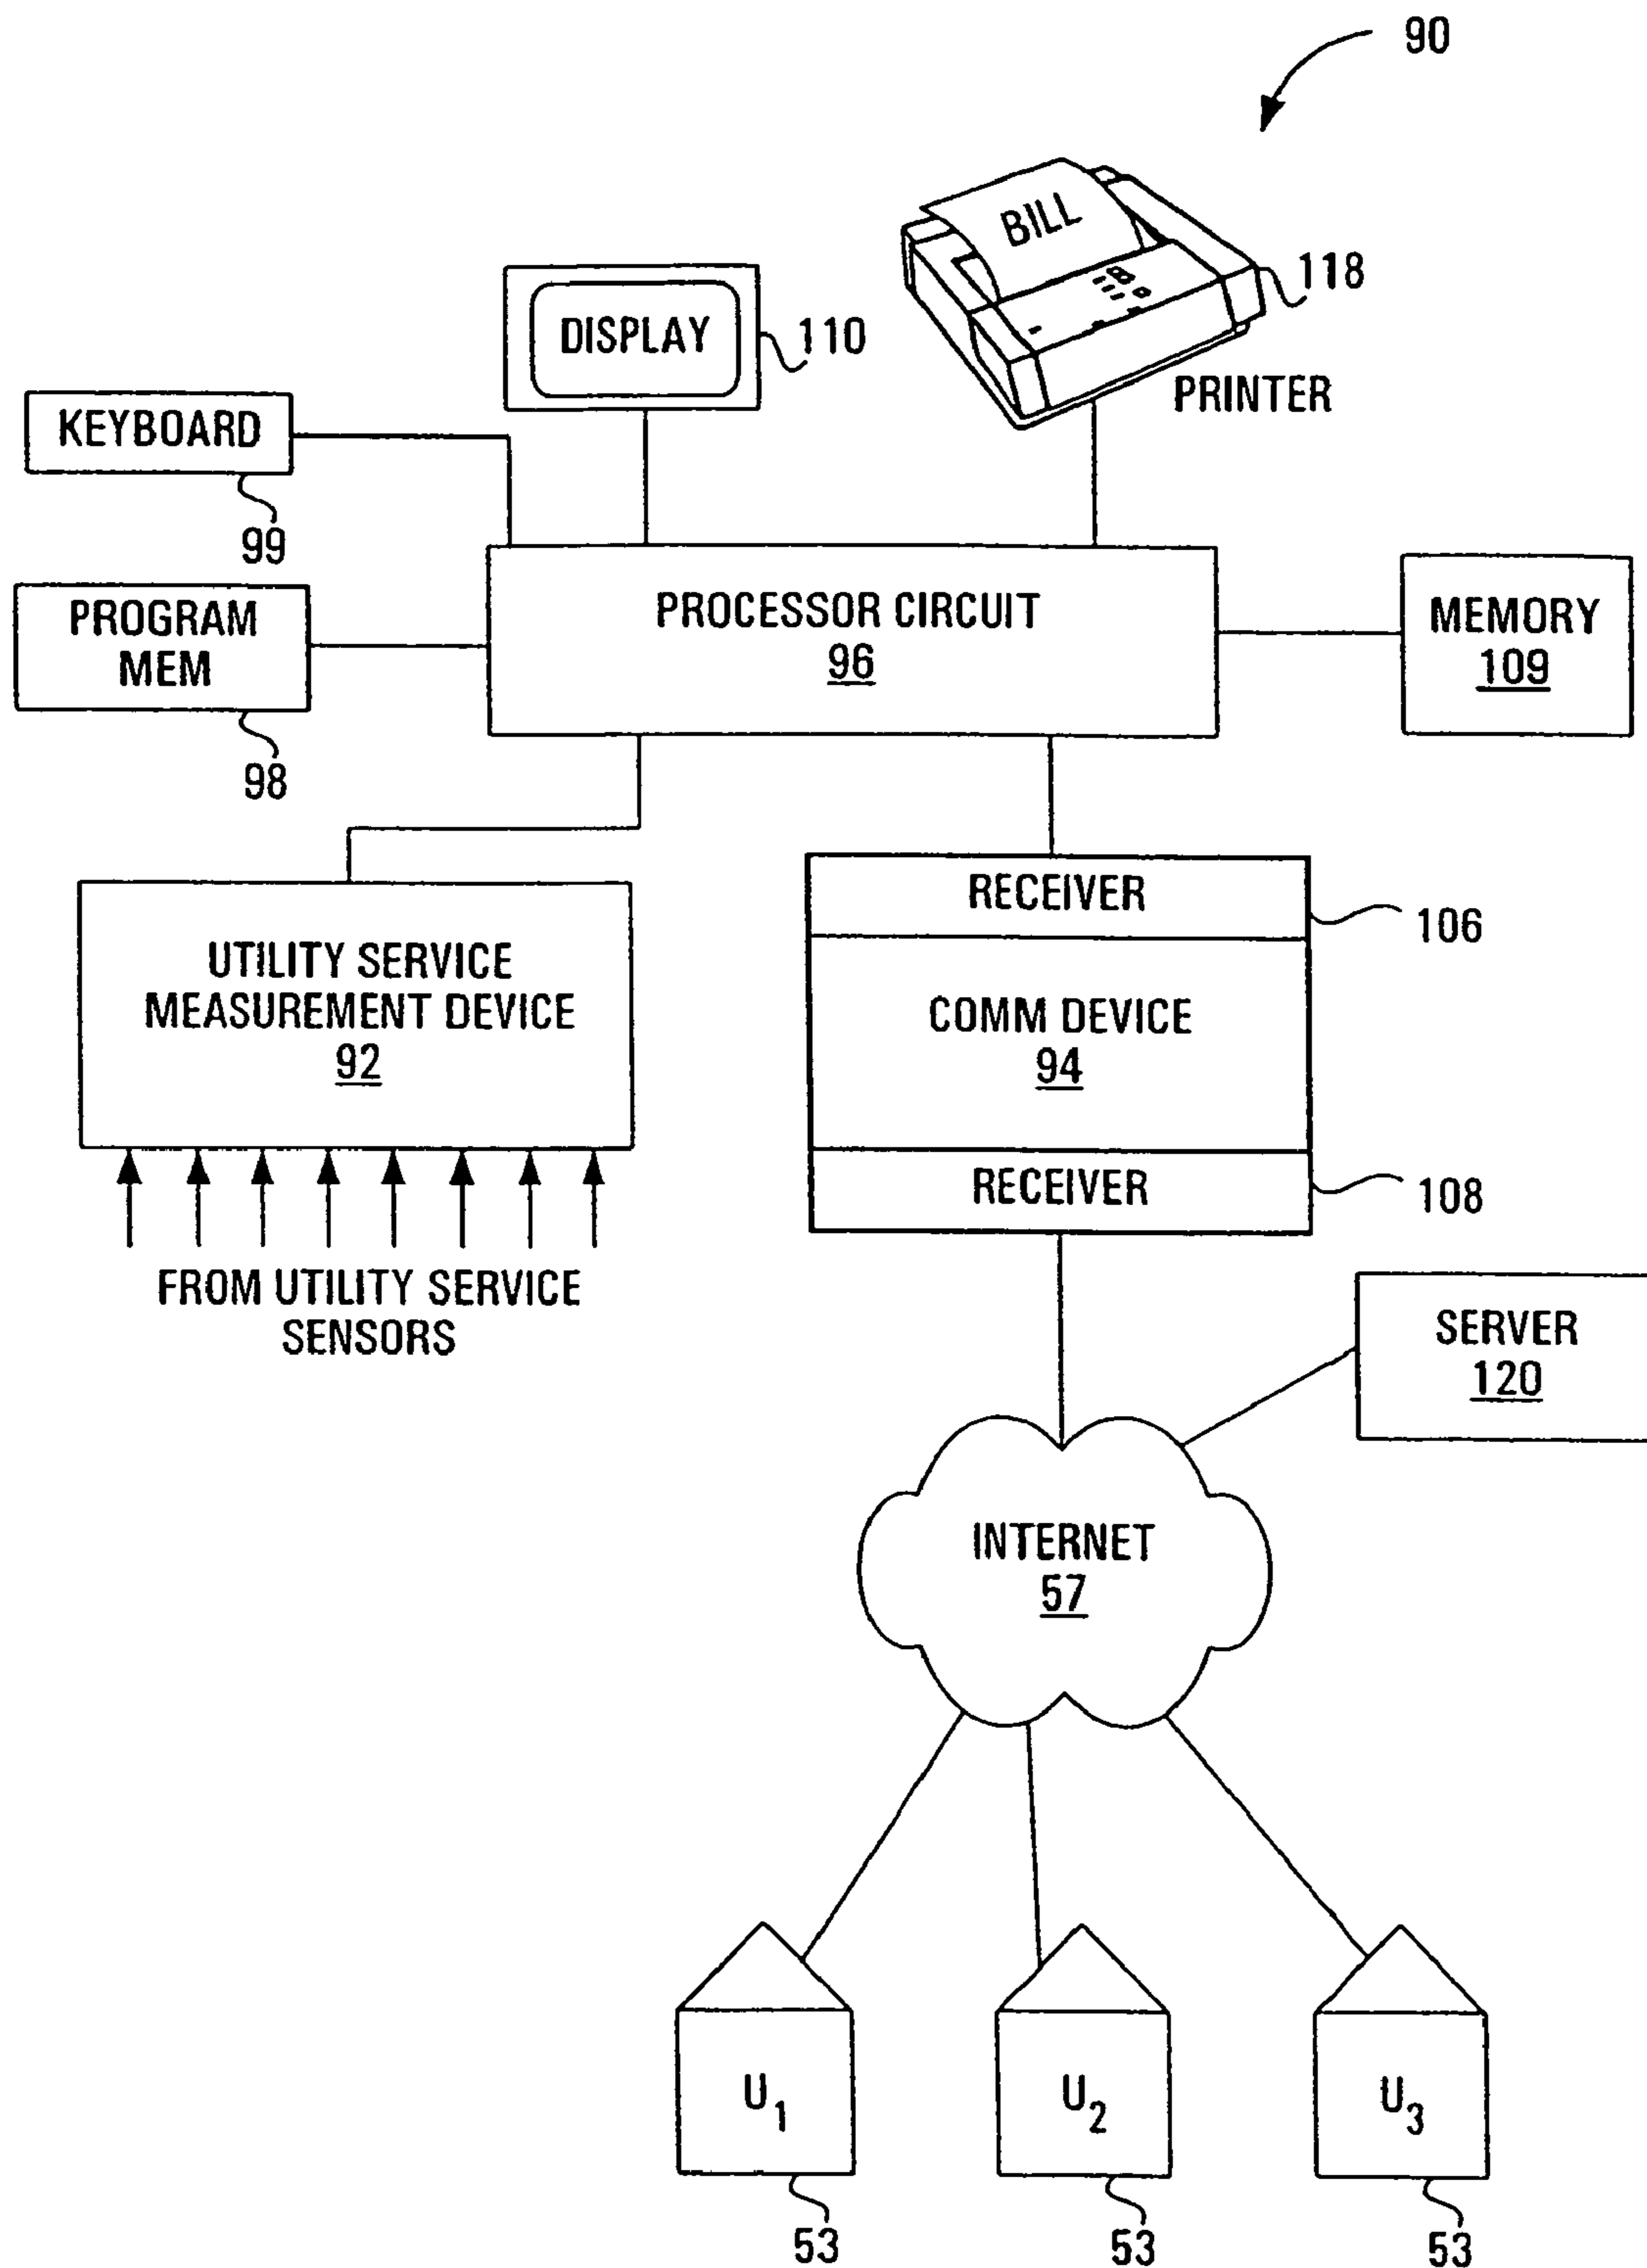 90
BILL
118
PRINTER
DISPLAY
110
KEYBOARD
99
PROGRAM
MEM
98
PROCESSOR CIRCUIT
96
MEMORY
109
UTILITY SERVICE
MEASUREMENT DEVICE
92
FROM UTILITY SERVICE
SENSORS
RECEIVER
106
COMM DEVICE
94
RECEIVER
108
SERVER
120
INTERNET
57
U1
U2
U3
53
53
53